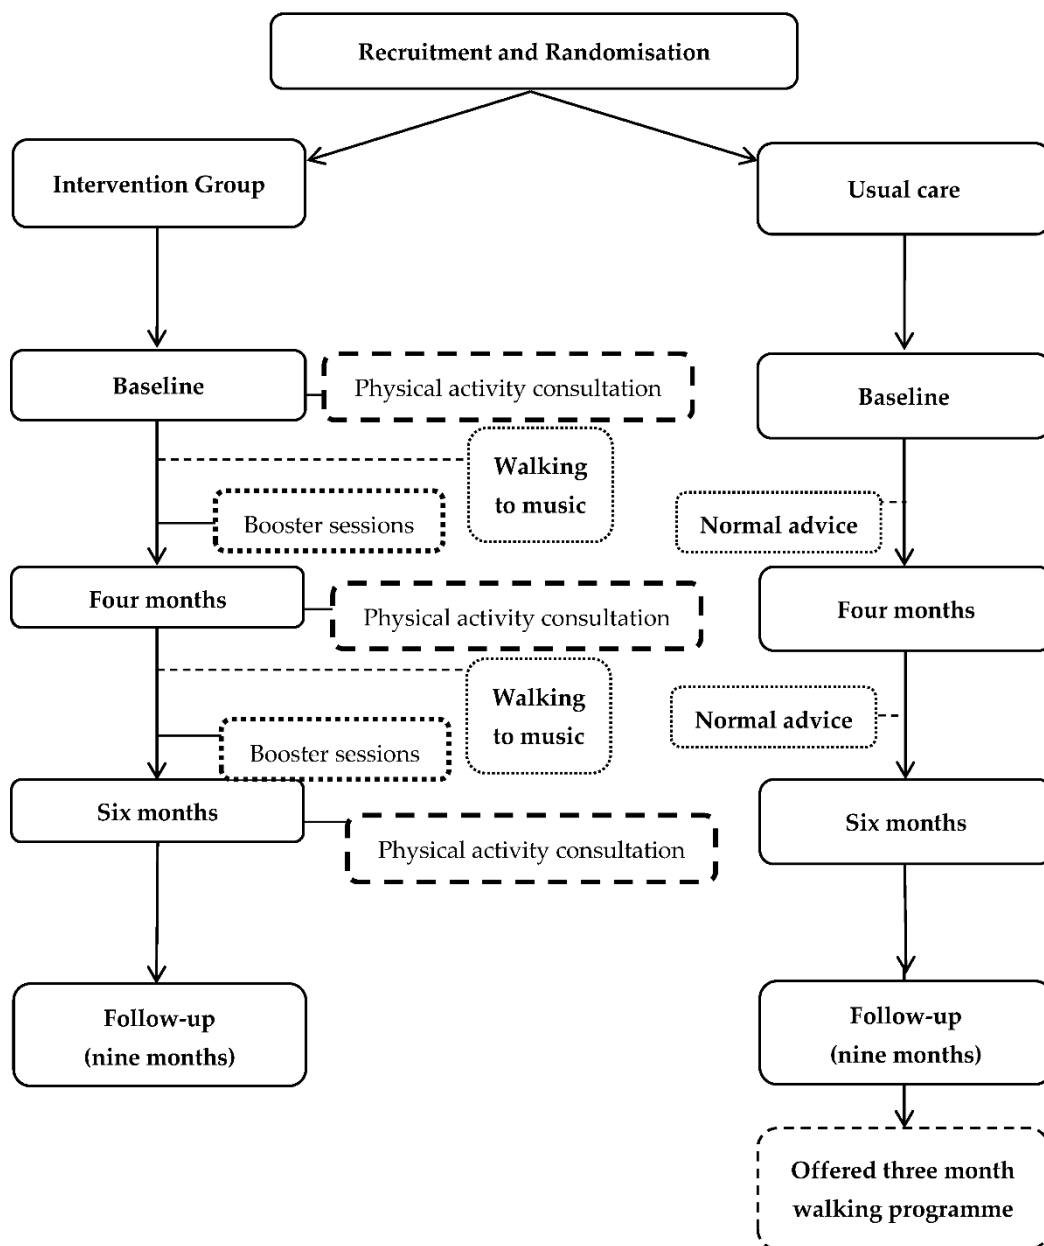 Recruitment and Randomisation
Intervention Group
Usual care
Baseline
Physical activity consultation
Baseline
Walking
to music
Booster sessions
Normal advice
Four months
Physical activity consultation
Four months
Walking
to music
Normal advice
Booster sessions
Six months
Physical activity consultation
Six months
Follow-up
(nine months)
Follow-up
(nine months)
Offered three month
walking programme